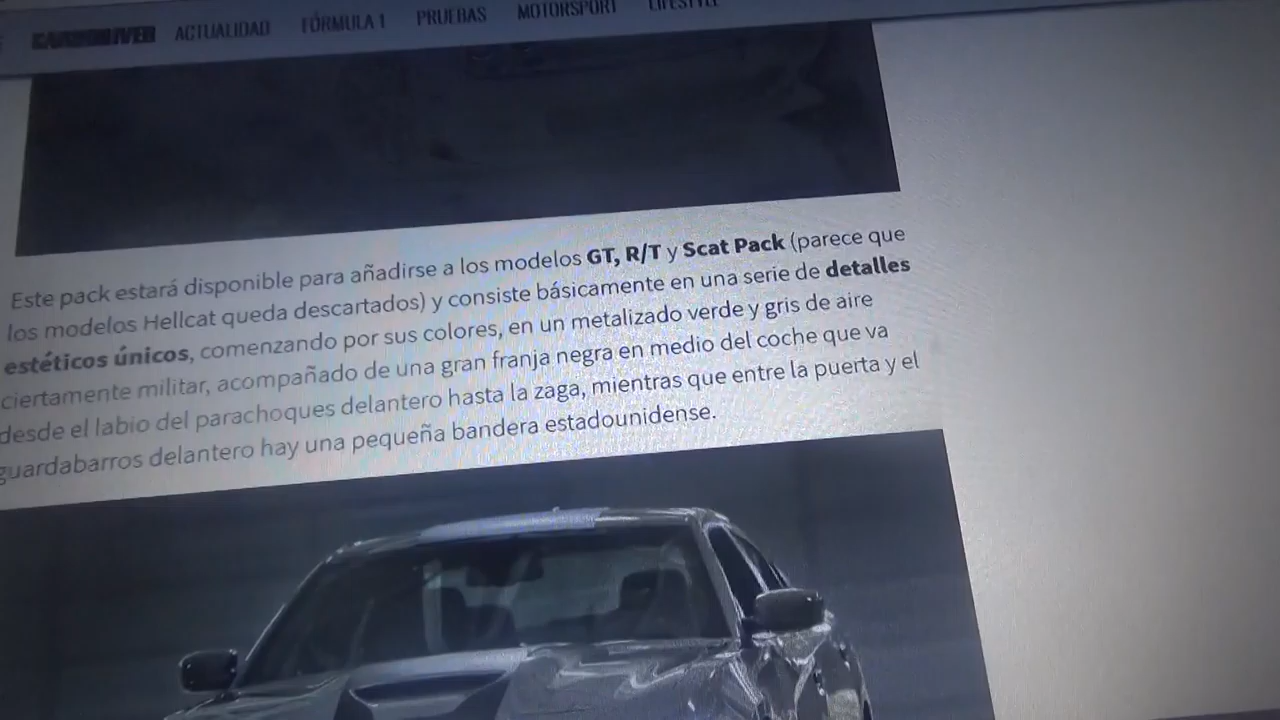 CARANDDRIVER ACTUALIDAD FÓRMULA 1 PRUEBAS MOTORSPORT LIFESTYLE
Este pack estará disponible para añadirse a los modelos GT, R/T y Scat Pack (parece que
los modelos Hellcat queda descartados) y consiste básicamente en una serie de detalles
estéticos únicos, comenzando por sus colores, en un metalizado verde y gris de aire
ciertamente militar, acompañado de una gran franja negra en medio del coche que va
desde el labio del parachoques delantero hasta la zaga, mientras que entre la puerta y el
guardabarros delantero hay una pequeña bandera estadounidense.